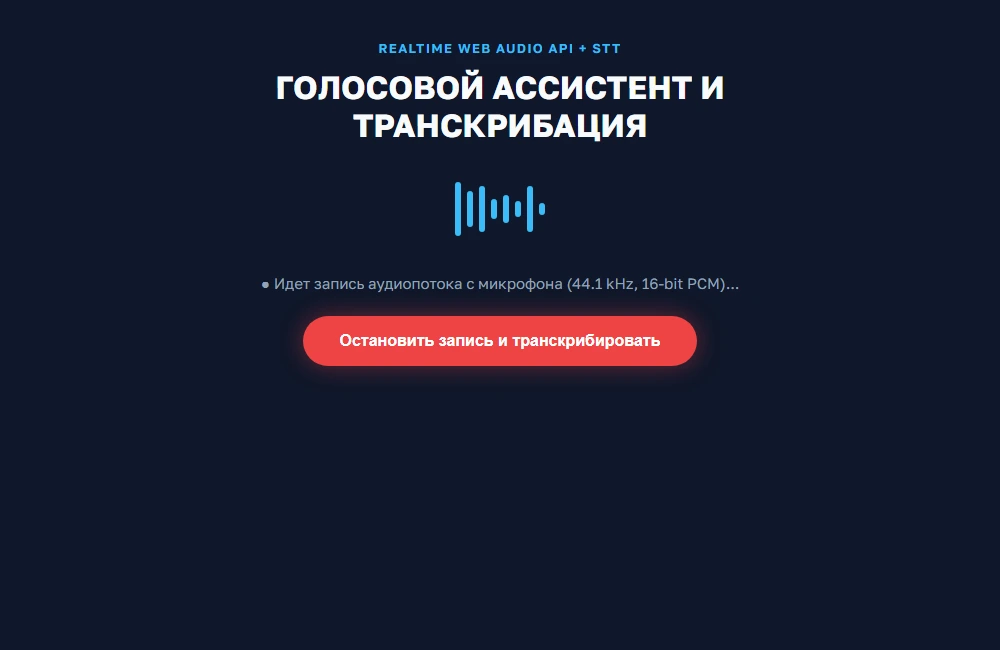 REALTIME WEB AUDIO API + STT
ГОЛОСОВОЙ АССИСТЕНТ И
ТРАНСКРИБАЦИЯ
● Идет запись аудиопотока с микрофона (44.1 kHz, 16-bit PCM)...
Остановить запись и транскрибировать